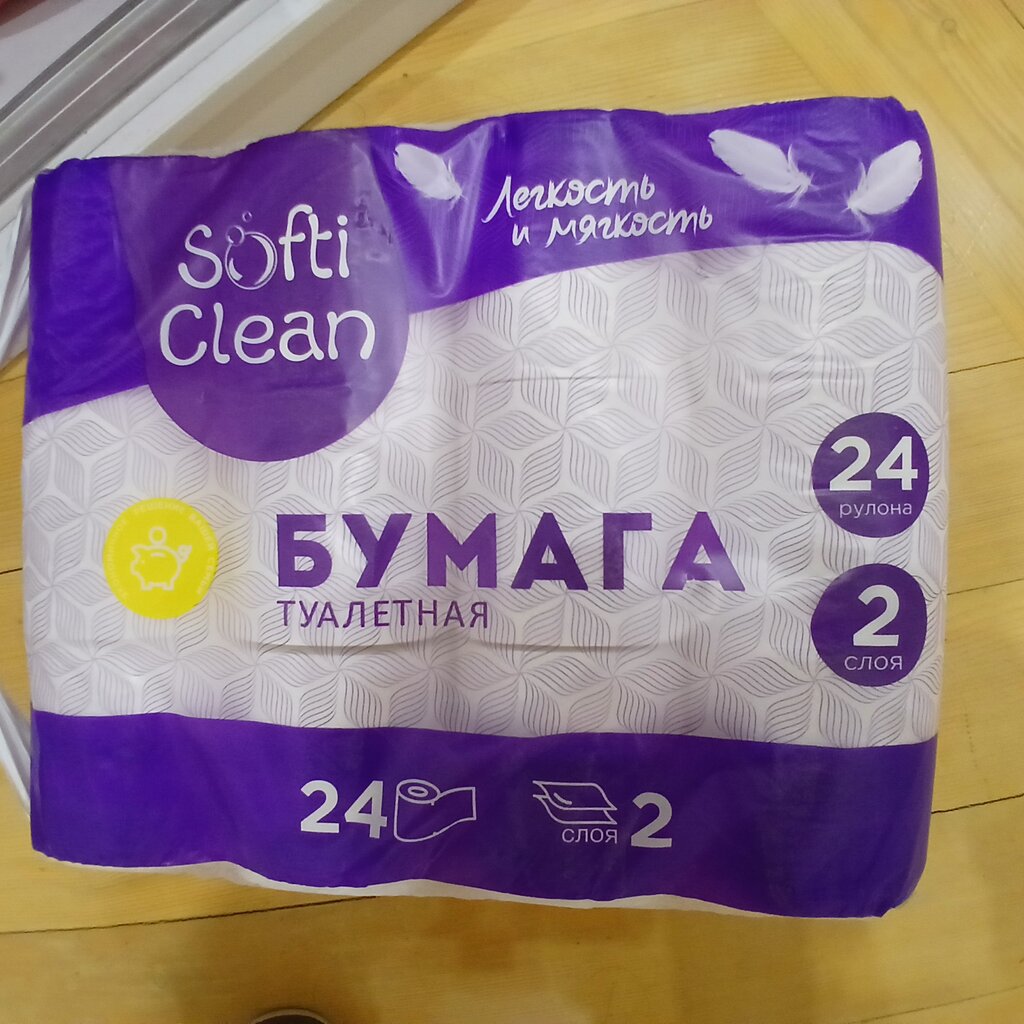 Softi
Clean
Легкость
и мягкость
24
рулона
2
слоя
БУМАГА
ТУАЛЕТНАЯ
24
слоя 2